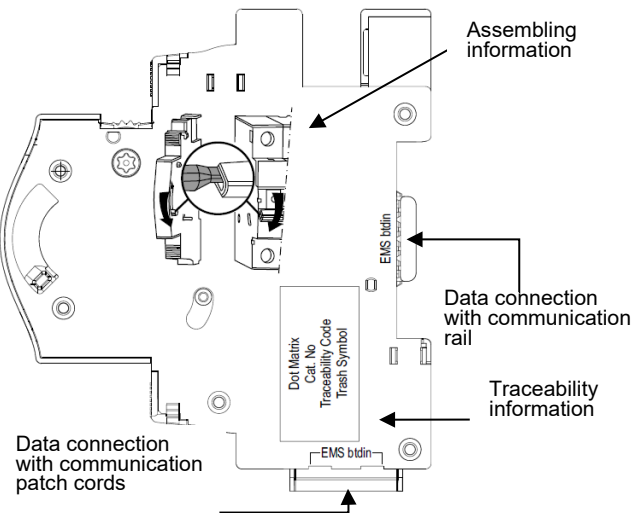 Assembling
information
EMS btdin
Data connection
with communication
rail
Dot Matrix
Cat. No
Traceability Code
Trash Symbol
Traceability
information
Data connection
with communication
patch cords
EMS btdin